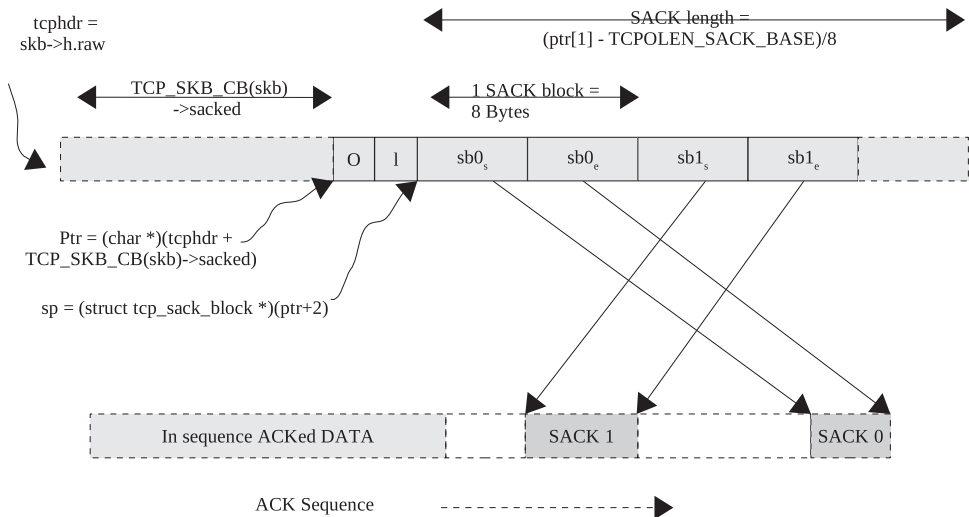 tcphdr =
skb->h.raw
SACK length =
(ptr[1] - TCPOLEN_SACK_BASE)/8
TCP_SKB_CB(skb)
->sacked
1 SACK block =
8 Bytes
O
l
sb0s
sb0e
sb1s
sb1e
Ptr = (char *)(tcphdr +
TCP_SKB_CB(skb)->sacked)
sp = (struct tcp_sack_block *)(ptr+2)
In sequence ACKed DATA
SACK 1
SACK 0
ACK Sequence